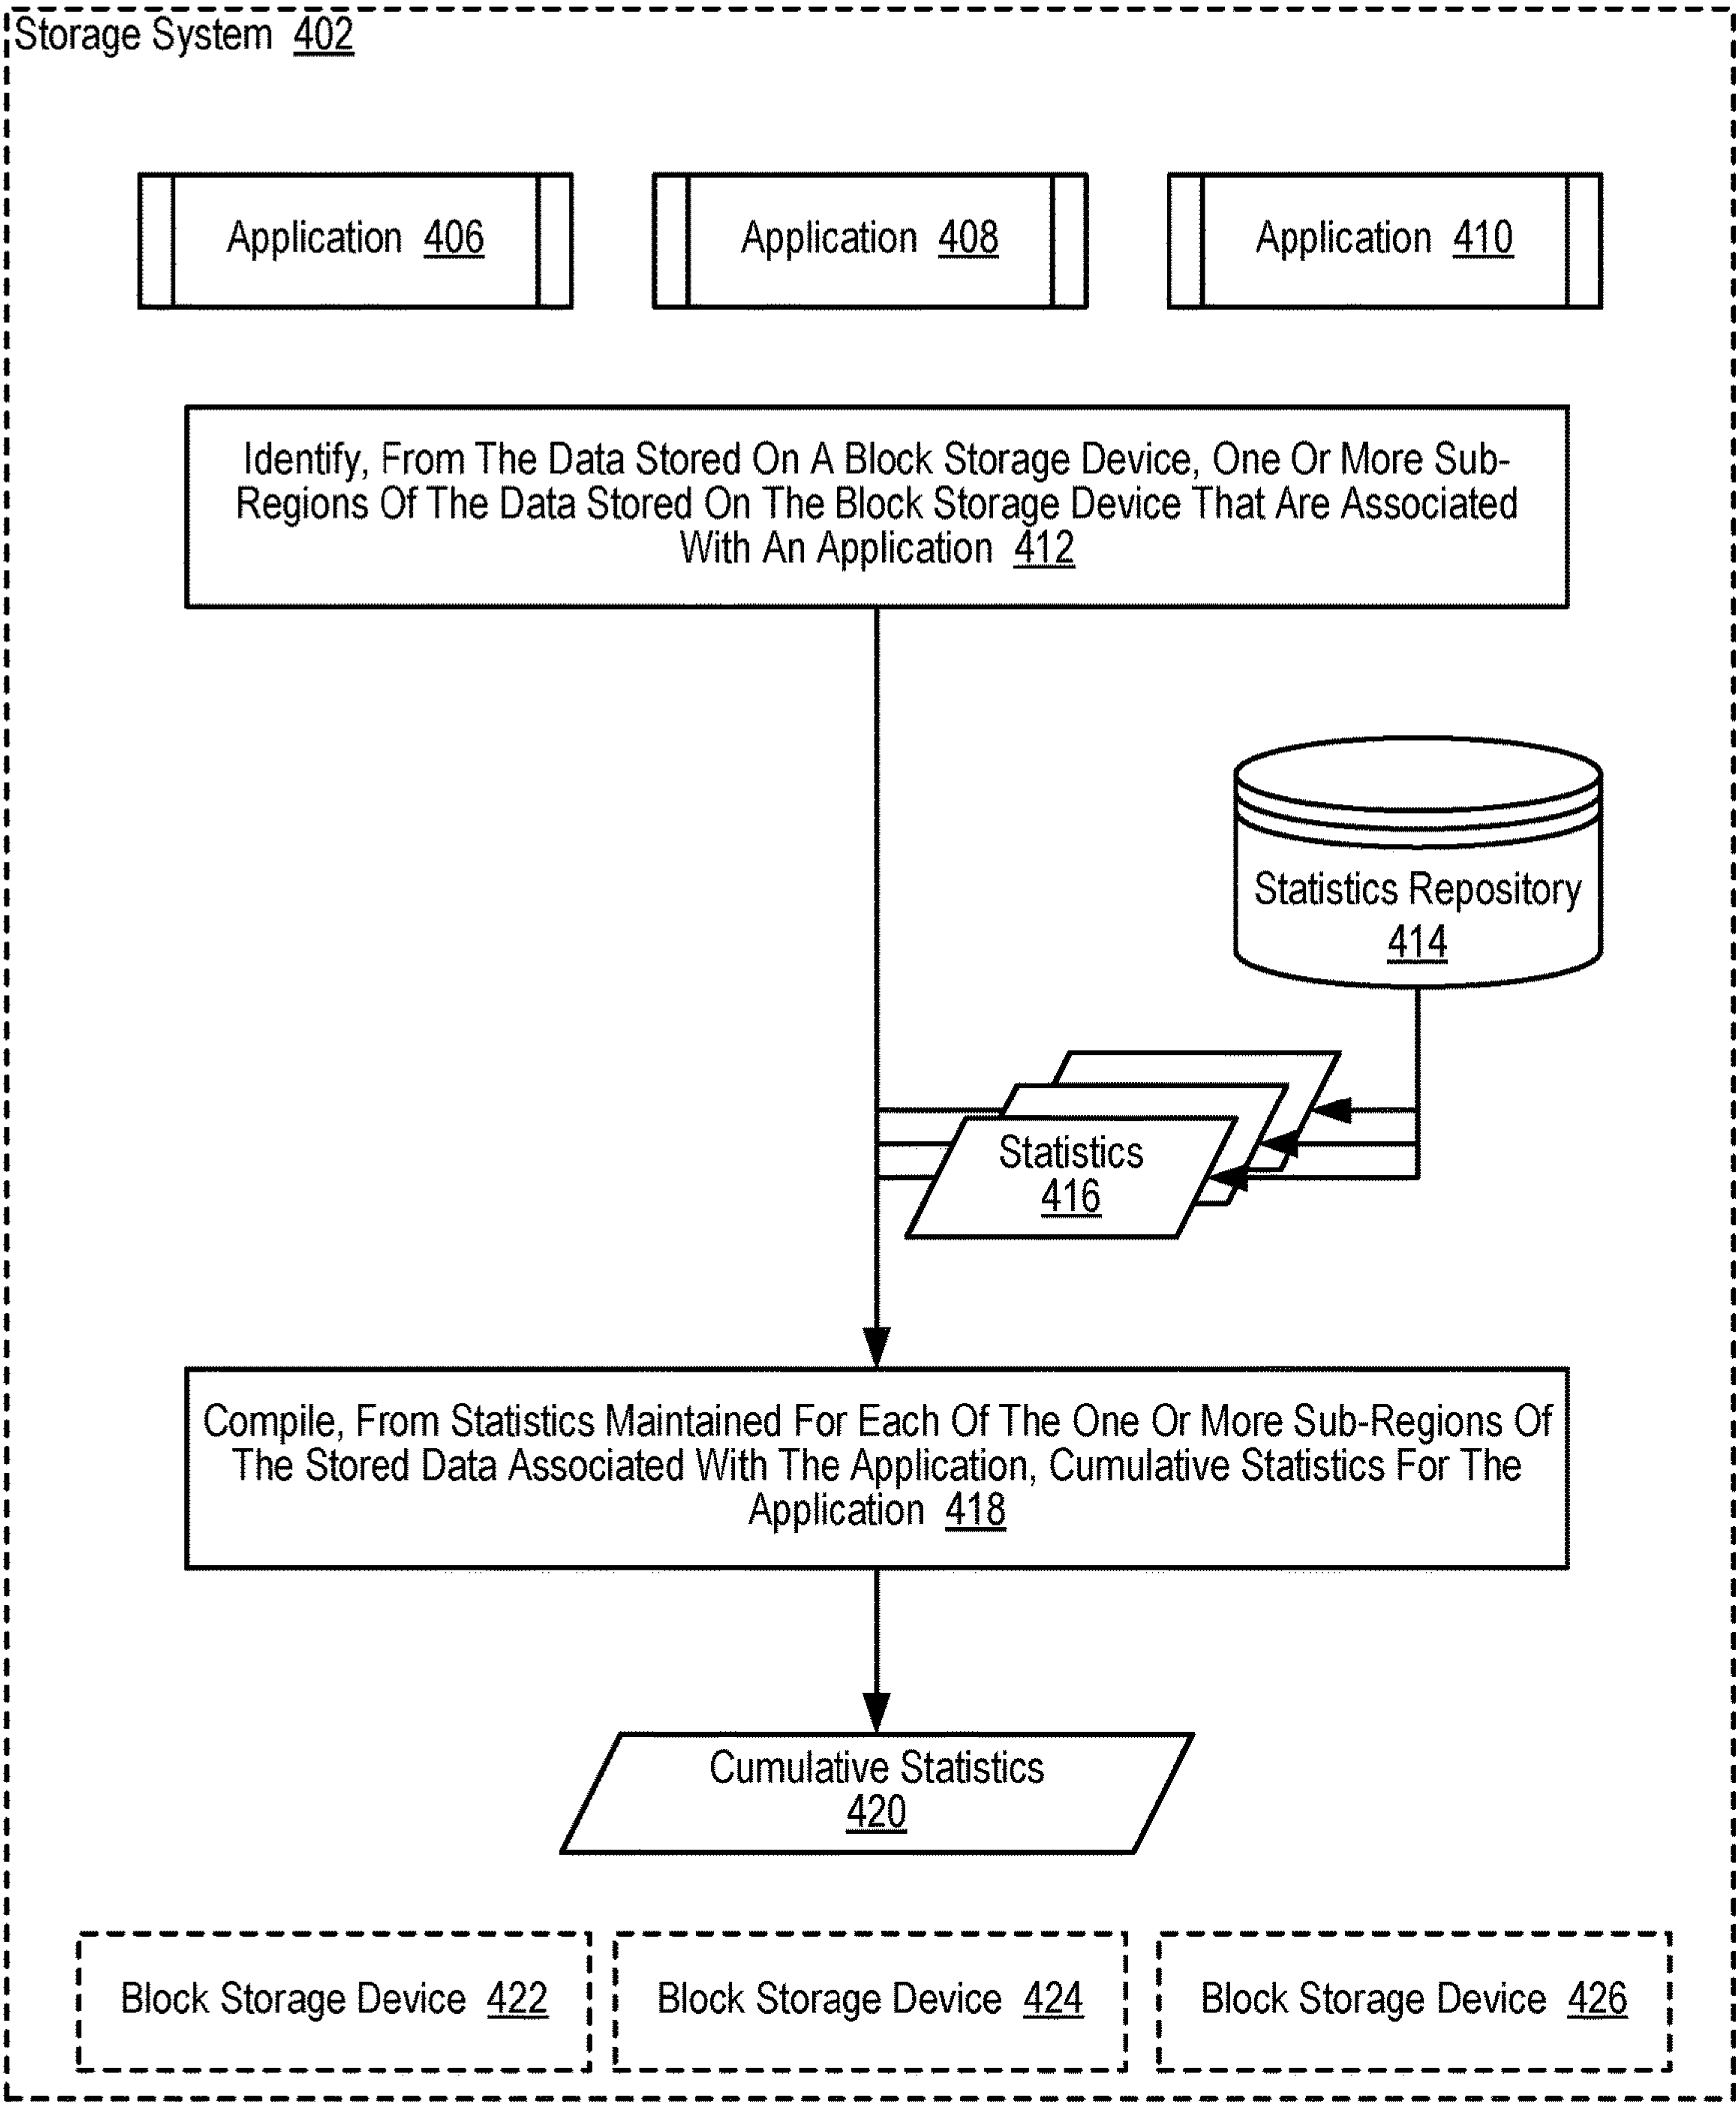 Storage System 402
Application 406
Application 408
Application 410
Identify, From The Data Stored On A Block Storage Device, One Or More Sub-
Regions Of The Data Stored On The Block Storage Device That Are Associated
With An Application 412
Statistics Repository
414
Statistics
416
Compile, From Statistics Maintained For Each Of The One Or More Sub-Regions Of
The Stored Data Associated With The Application, Cumulative Statistics For The
Application 418
Cumulative Statistics
420
Block Storage Device 422
Block Storage Device 424
Block Storage Device 426